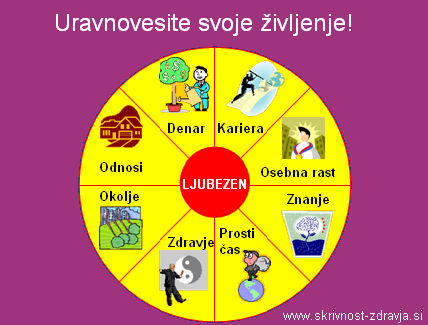 Uravnovesite svoje življenje!
Denar
Kariera
Odnosi
Osebna rast
LJUBEZEN
Okolje
Znanje
Zdravje
Prosti
čas
www.skrivnost-zdravja.si